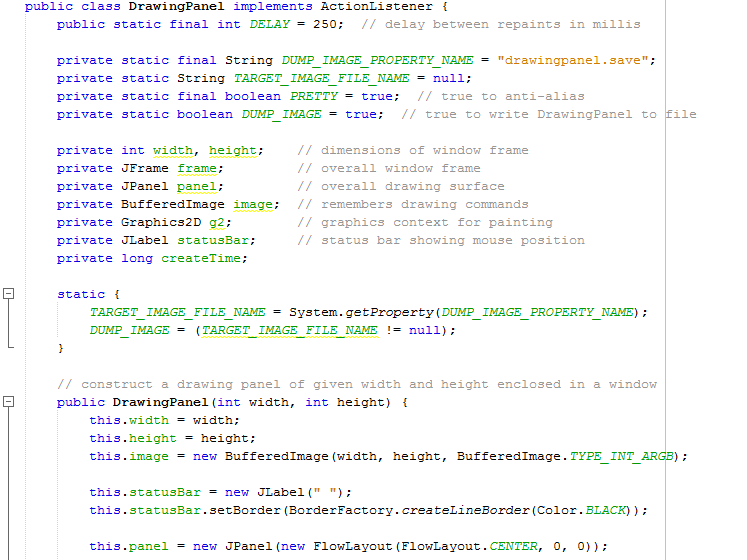 public class DrawingPanel implements ActionListener {
    public static final int DELAY = 250;  // delay between repaints in millis

    private static final String DUMP_IMAGE_PROPERTY_NAME = "drawingpanel.save";
    private static String TARGET_IMAGE_FILE_NAME = null;
    private static final boolean PRETTY = true;  // true to anti-alias
    private static boolean DUMP_IMAGE = true;  // true to write DrawingPanel to file

    private int width, height;    // dimensions of window frame
    private JFrame frame;         // overall window frame
    private JPanel panel;         // overall drawing surface
    private BufferedImage image;  // remembers drawing commands
    private Graphics2D g2;        // graphics context for painting
    private JLabel statusBar;     // status bar showing mouse position
    private long createTime;

    static {
        TARGET_IMAGE_FILE_NAME = System.getProperty(DUMP_IMAGE_PROPERTY_NAME);
        DUMP_IMAGE = (TARGET_IMAGE_FILE_NAME != null);
    }

    // construct a drawing panel of given width and height enclosed in a window
    public DrawingPanel(int width, int height) {
        this.width = width;
        this.height = height;
        this.image = new BufferedImage(width, height, BufferedImage.TYPE_INT_ARGB);

        this.statusBar = new JLabel(" ");
        this.statusBar.setBorder(BorderFactory.createLineBorder(Color.BLACK));

        this.panel = new JPanel(new FlowLayout(FlowLayout.CENTER, 0, 0));